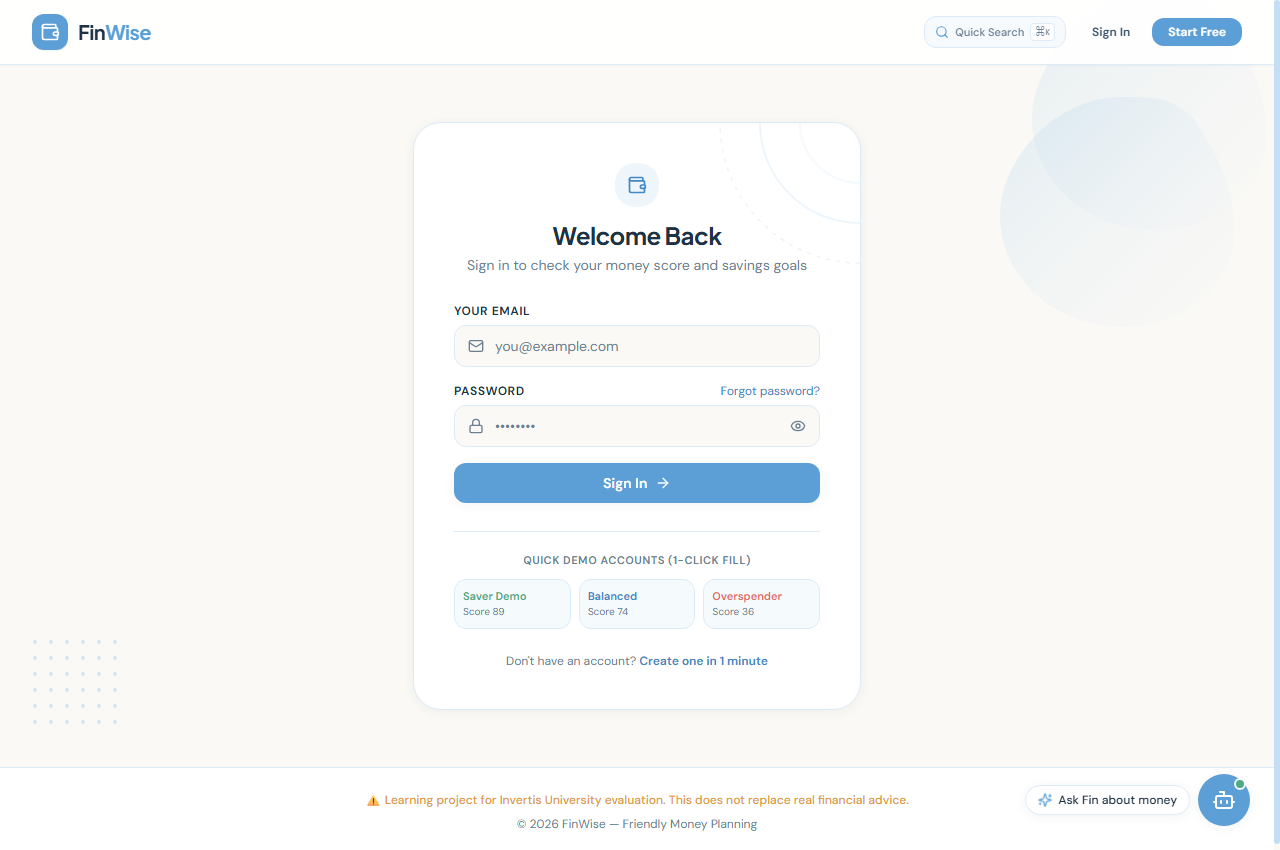 FinWise
Quick Search ⌘K
Sign In
Start Free
Welcome Back
Sign in to check your money score and savings goals
YOUR EMAIL
you@example.com
PASSWORD
Forgot password?
••••••••
Sign In →
QUICK DEMO ACCOUNTS (1-CLICK FILL)
Saver Demo
Score 89
Balanced
Score 74
Overspender
Score 36
Don't have an account? Create one in 1 minute
⚠️ Learning project for Invertis University evaluation. This does not replace real financial advice.
© 2026 FinWise — Friendly Money Planning
Ask Fin about money